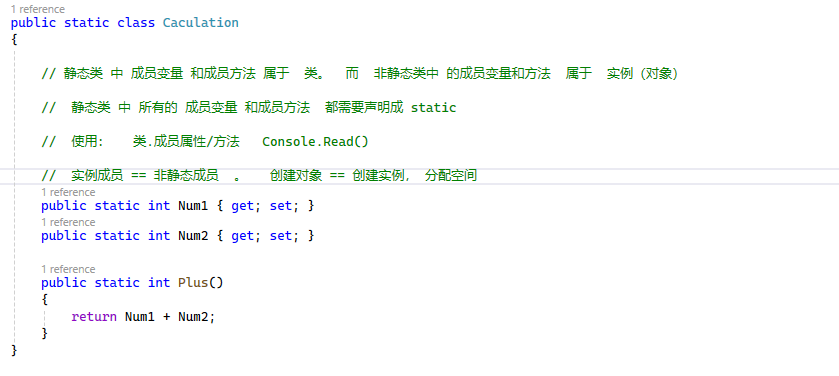 1 reference
public static class Caculation
{
// 静态类 中 成员变量 和成员方法 属于 类。 而 非静态类中 的成员变量和方法 属于 实例（对象）
// 静态类 中 所有的 成员变量 和成员方法 都需要声明成 static
// 使用: 类.成员属性/方法 Console.Read()
// 实例成员 == 非静态成员 。 创建对象 == 创建实例， 分配空间
1 reference
public static int Num1 { get; set; }
1 reference
public static int Num2 { get; set; }
1 reference
public static int Plus()
{
return Num1 + Num2;
}
}